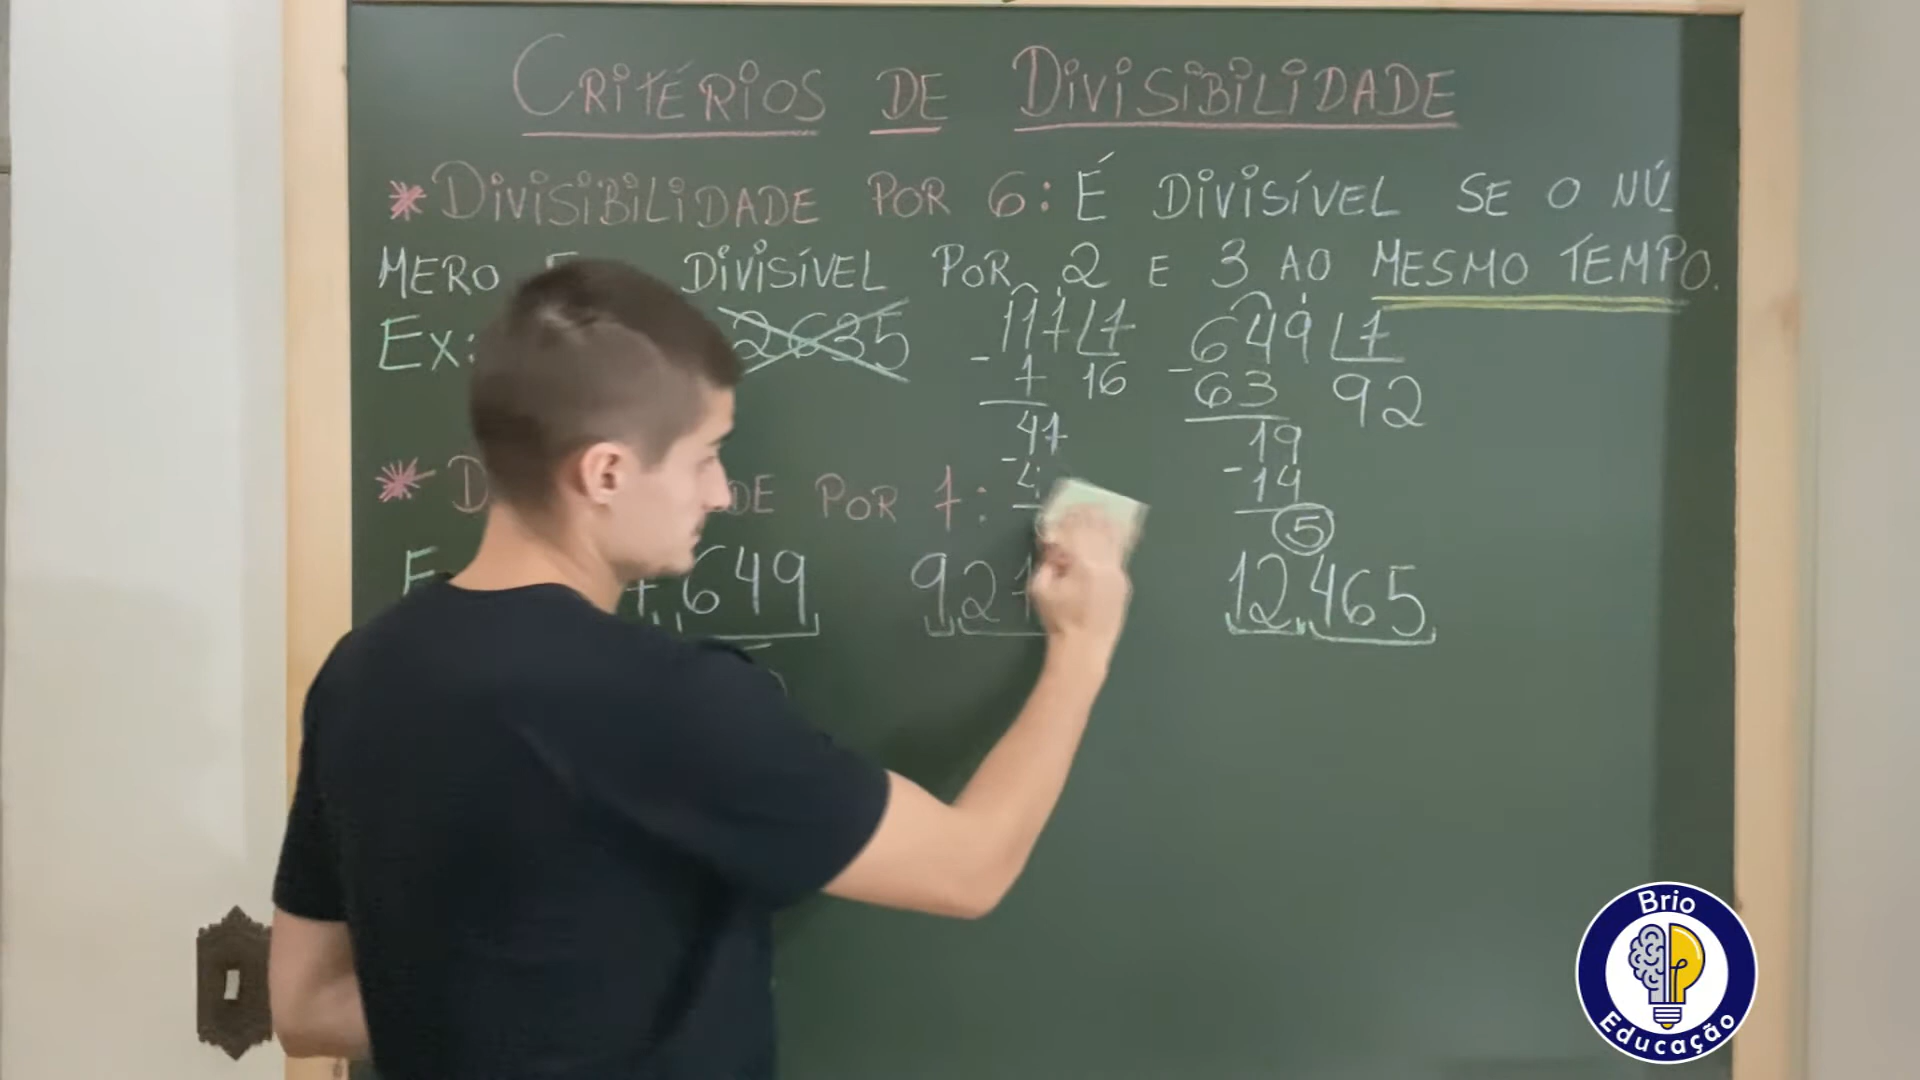 CRITÉRIOS DE DIVISIBILIDADE
* DIVISIBILIDADE POR 6: É DIVISÍVEL SE O NÚ-
MERO DIVISÍVEL POR 2 E 3 AO MESMO TEMPO.
Ex: 2635
117 7
- 7 16
47
- 4
649 7
- 63 92
19
- 14
5
* D DE POR 7:
649 92 12.465
Brio
Educação